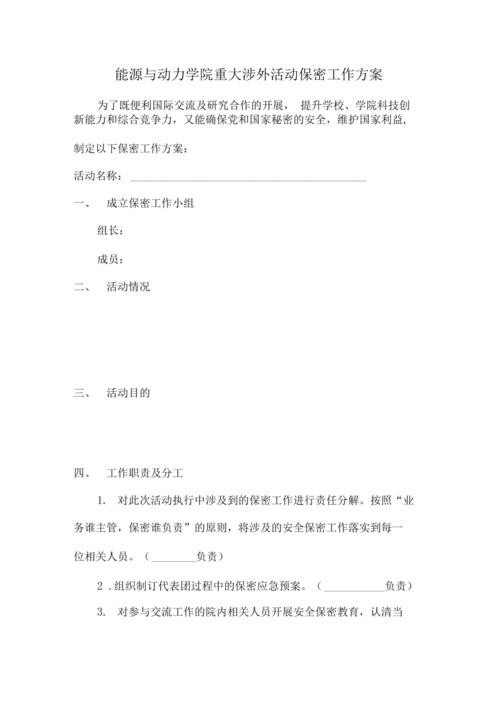 能源与动力学院重大涉外活动保密工作方案
为了既便利国际交流及研究合作的开展， 提升学校、学院科技创
新能力和综合竞争力，又能确保党和国家秘密的安全，维护国家利益,
制定以下保密工作方案：
活动名称： ________________________________________
一、 成立保密工作小组
组长：
成员：
二、 活动情况
三、 活动目的
四、 工作职责及分工
1. 对此次活动执行中涉及到的保密工作进行责任分解。按照“业
务谁主管，保密谁负责”的原则，将涉及的安全保密工作落实到每一
位相关人员。（________负责）
2 .组织制订代表团过程中的保密应急预案。（___________负责）
3. 对参与交流工作的院内相关人员开展安全保密教育，认清当